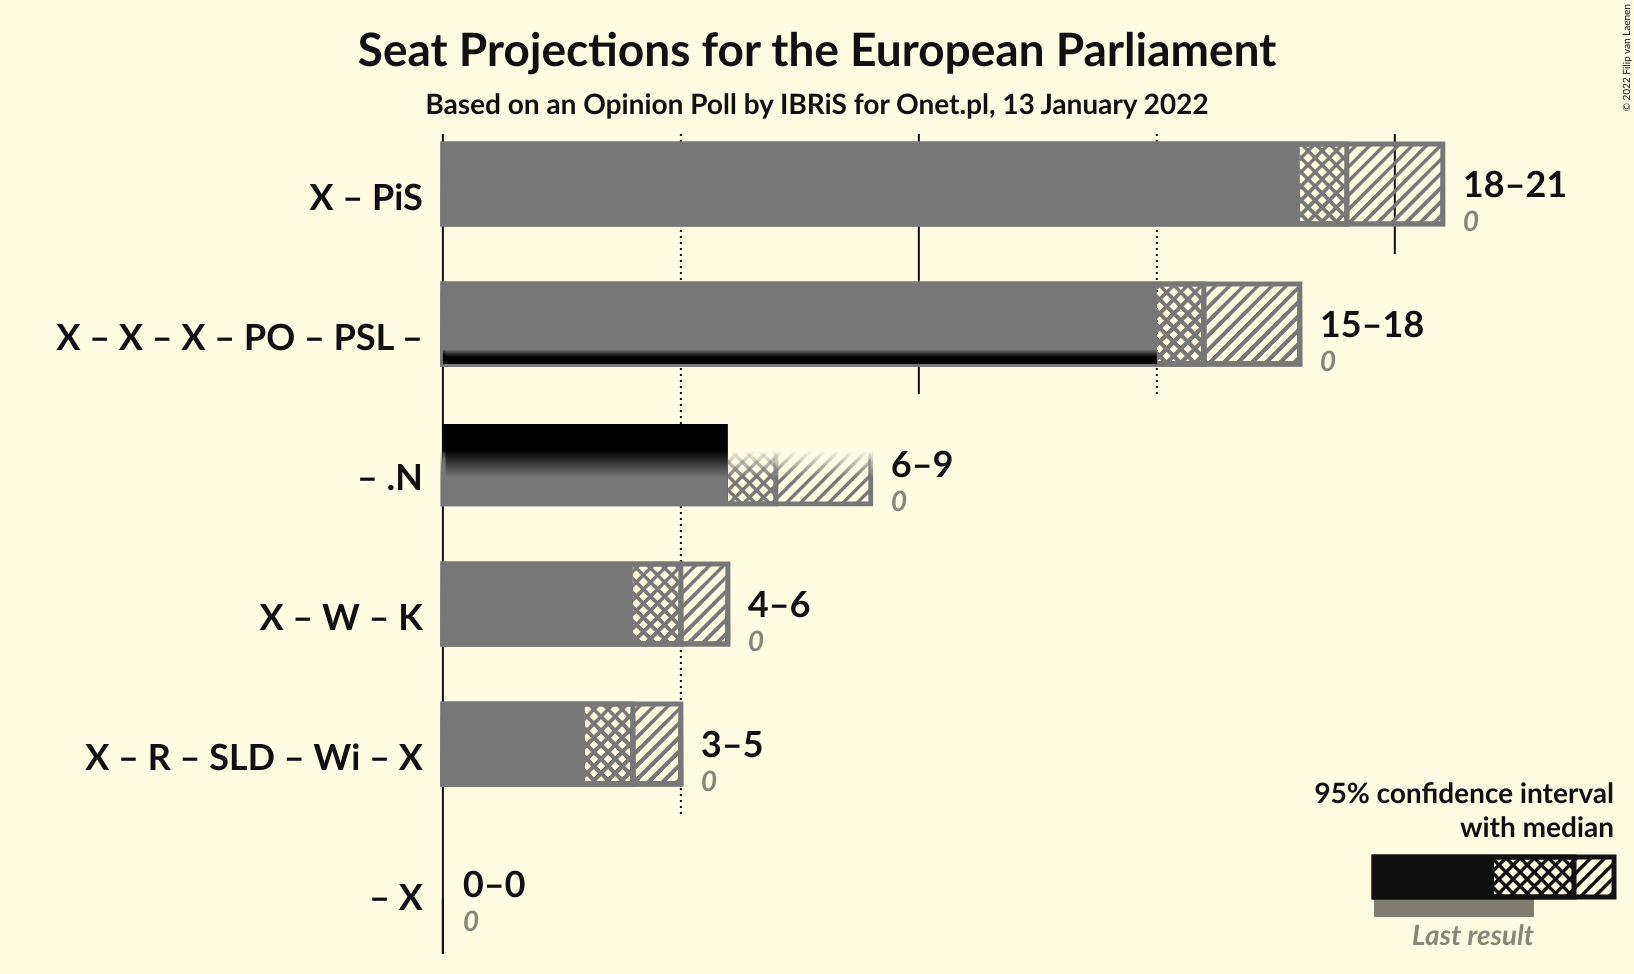 Seat Projections for the European Parliament
Based on an Opinion Poll by IBRiS for Onet.pl, 13 January 2022
© 2022 Filip van Laenen
X – PiS
18–21
0
X – X – X – PO – PSL –
15–18
0
– .N
6–9
0
X – W – K
4–6
0
X – R – SLD – Wi – X
3–5
0
– X
0–0
0
95% confidence interval
with median
Last result